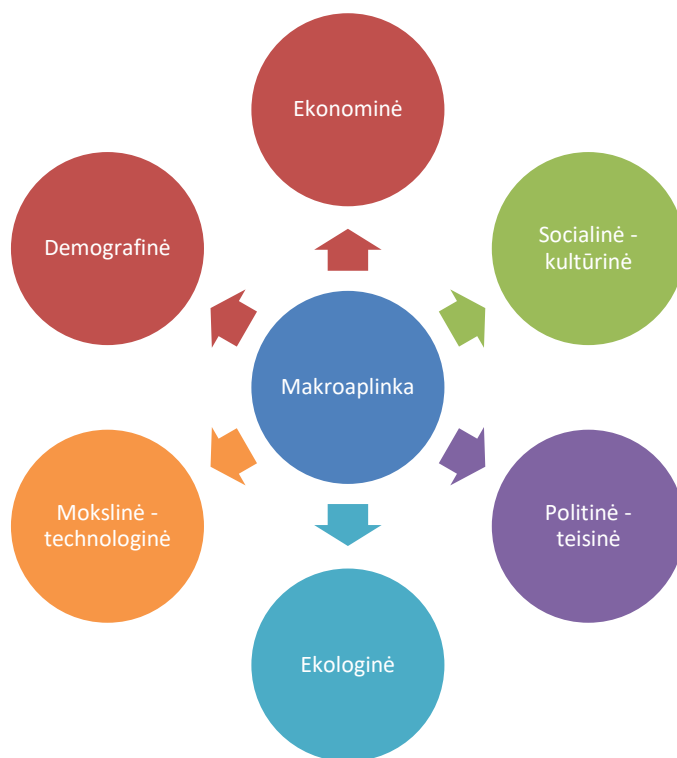 Ekonominė
Demografinė
Socialinė -
kultūrinė
Makroaplinka
Mokslinė -
technologinė
Politinė -
teisinė
Ekologinė